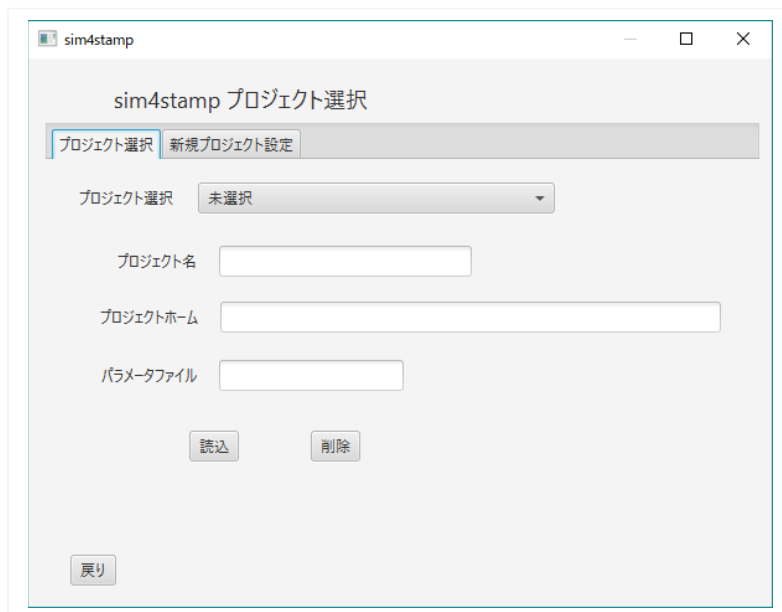 sim4stamp
sim4stamp プロジェクト選択
プロジェクト選択 新規プロジェクト設定
プロジェクト選択 未選択
プロジェクト名
プロジェクトホーム
パラメータファイル
読込 削除
戻り